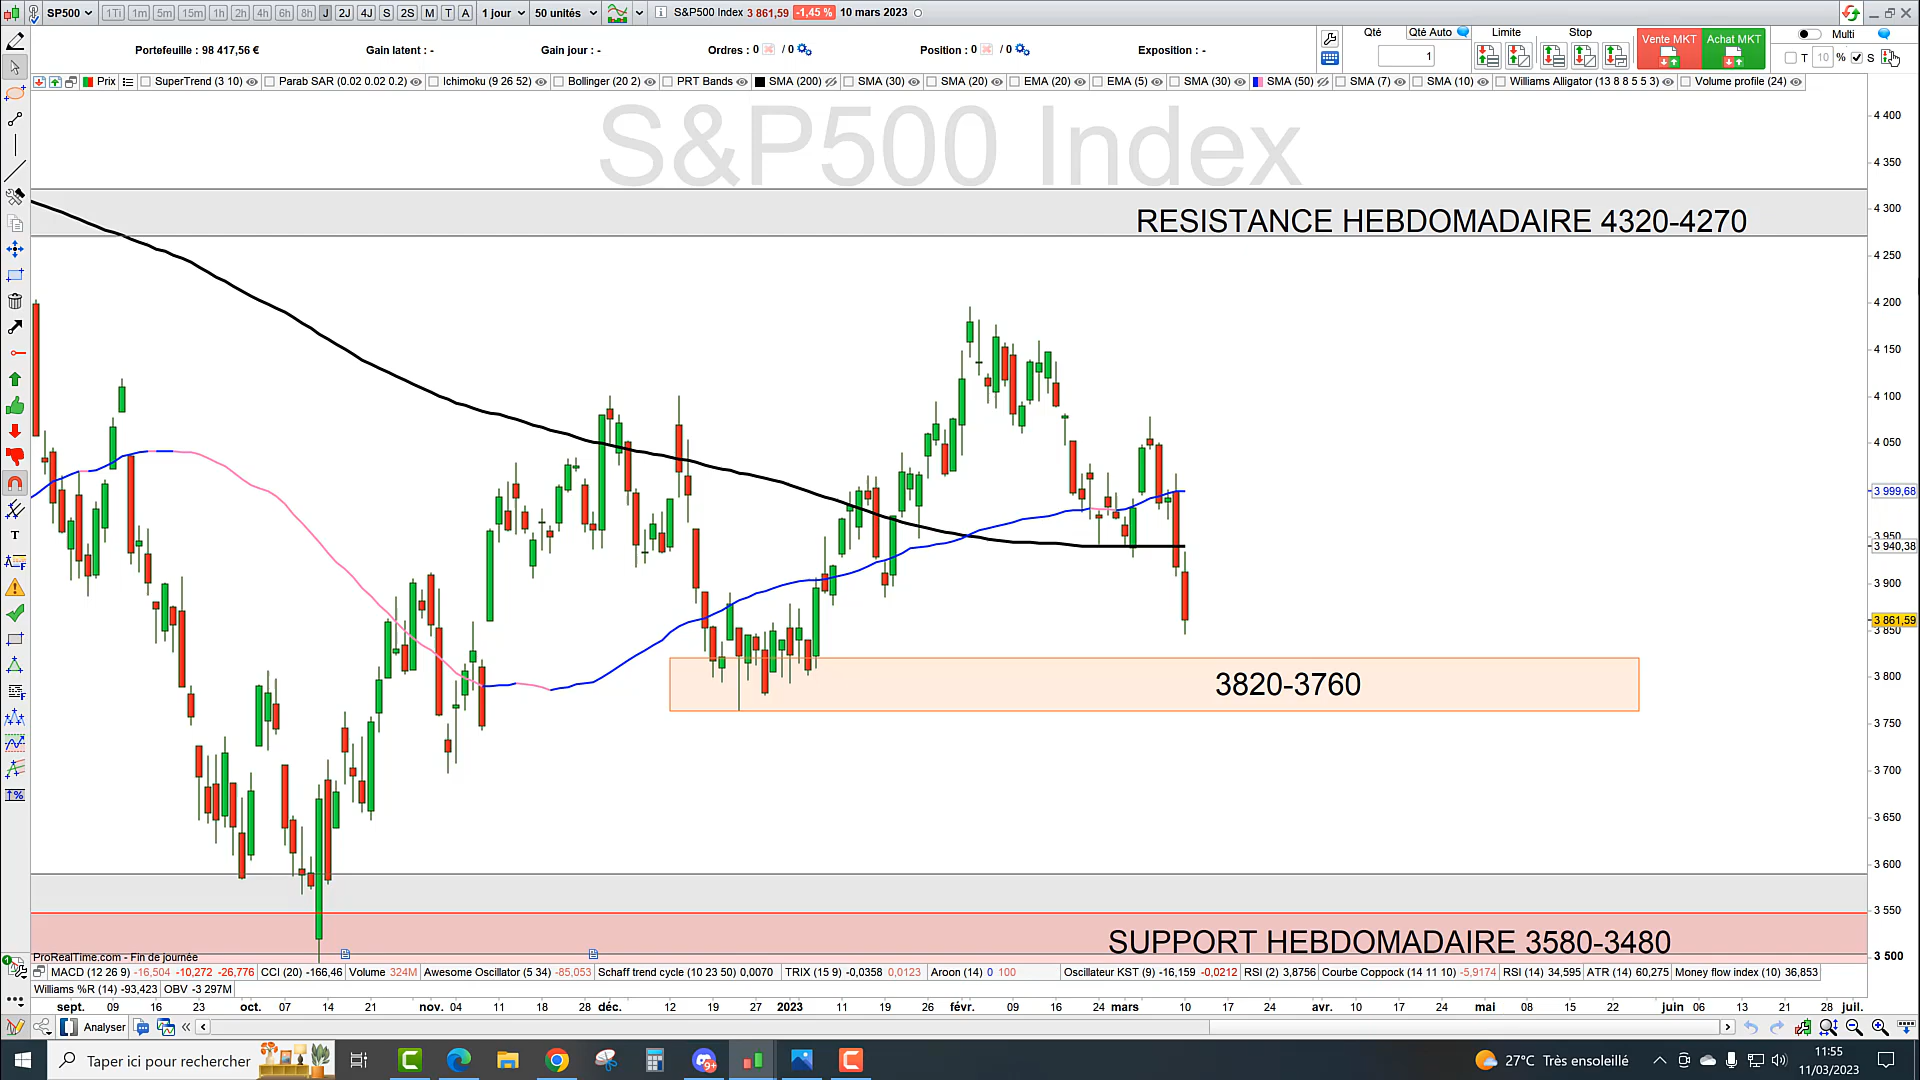 SP500 1Ti 1m 5m 15m 1h 2h 4h 6h 8h J 2J 4J S 2S M T A 1 jour 50 unités S&P500 Index 3 861,59 -1,45 % 10 mars 2023
Portefeuille : 98 417,56 € Gain latent : - Gain jour : - Ordres : 0 / 0 Position : 0 / 0 Exposition : -
Qté Qté Auto Limite Stop Vente MKT Achat MKT Multi
1 T 10 % S
Prix SuperTrend (3 10) Parab SAR (0.02 0.02 0.2) Ichimoku (9 26 52) Bollinger (20 2) PRT Bands SMA (200) SMA (30) SMA (20) EMA (20) EMA (5) SMA (30) SMA (50) SMA (7) SMA (10) Williams Alligator (13 8 8 5 5 3) Volume profile (24)
S&P500 Index
4 400
4 350
4 300
RESISTANCE HEBDOMADAIRE 4320-4270
4 250
4 200
4 150
4 100
4 050
3 999,68
3 950
3 940,38
3 900
3 861,59
3 850
3 800
3820-3760
3 750
3 700
3 650
3 600
3 550
SUPPORT HEBDOMADAIRE 3580-3480
ProRealTime.com - Fin de journée
3 500
MACD (12 26 9) -16,504 -10,272 -26,776 CCI (20) -166,46 Volume 324M Awesome Oscillator (5 34) -85,053 Schaff trend cycle (10 23 50) 0,0070 TRIX (15 9) -0,0358 0,0123 Aroon (14) 0 100 Oscillateur KST (9) -16,159 -0,0212 RSI (2) 3,8756 Courbe Coppock (14 11 10) -5,9174 RSI (14) 34,595 ATR (14) 60,275 Money flow index (10) 36,853
Williams %R (14) -93,423 OBV -3 297M
sept. 09 16 23 oct. 07 14 21 nov. 04 11 18 28 déc. 12 19 27 2023 11 19 26 févr. 09 16 24 mars 10 17 24 avr. 10 17 24 mai 08 15 22 juin 06 13 21 28 juil.
Analyser
Taper ici pour rechercher 9+ 27°C Très ensoleillé 11:55
11/03/2023